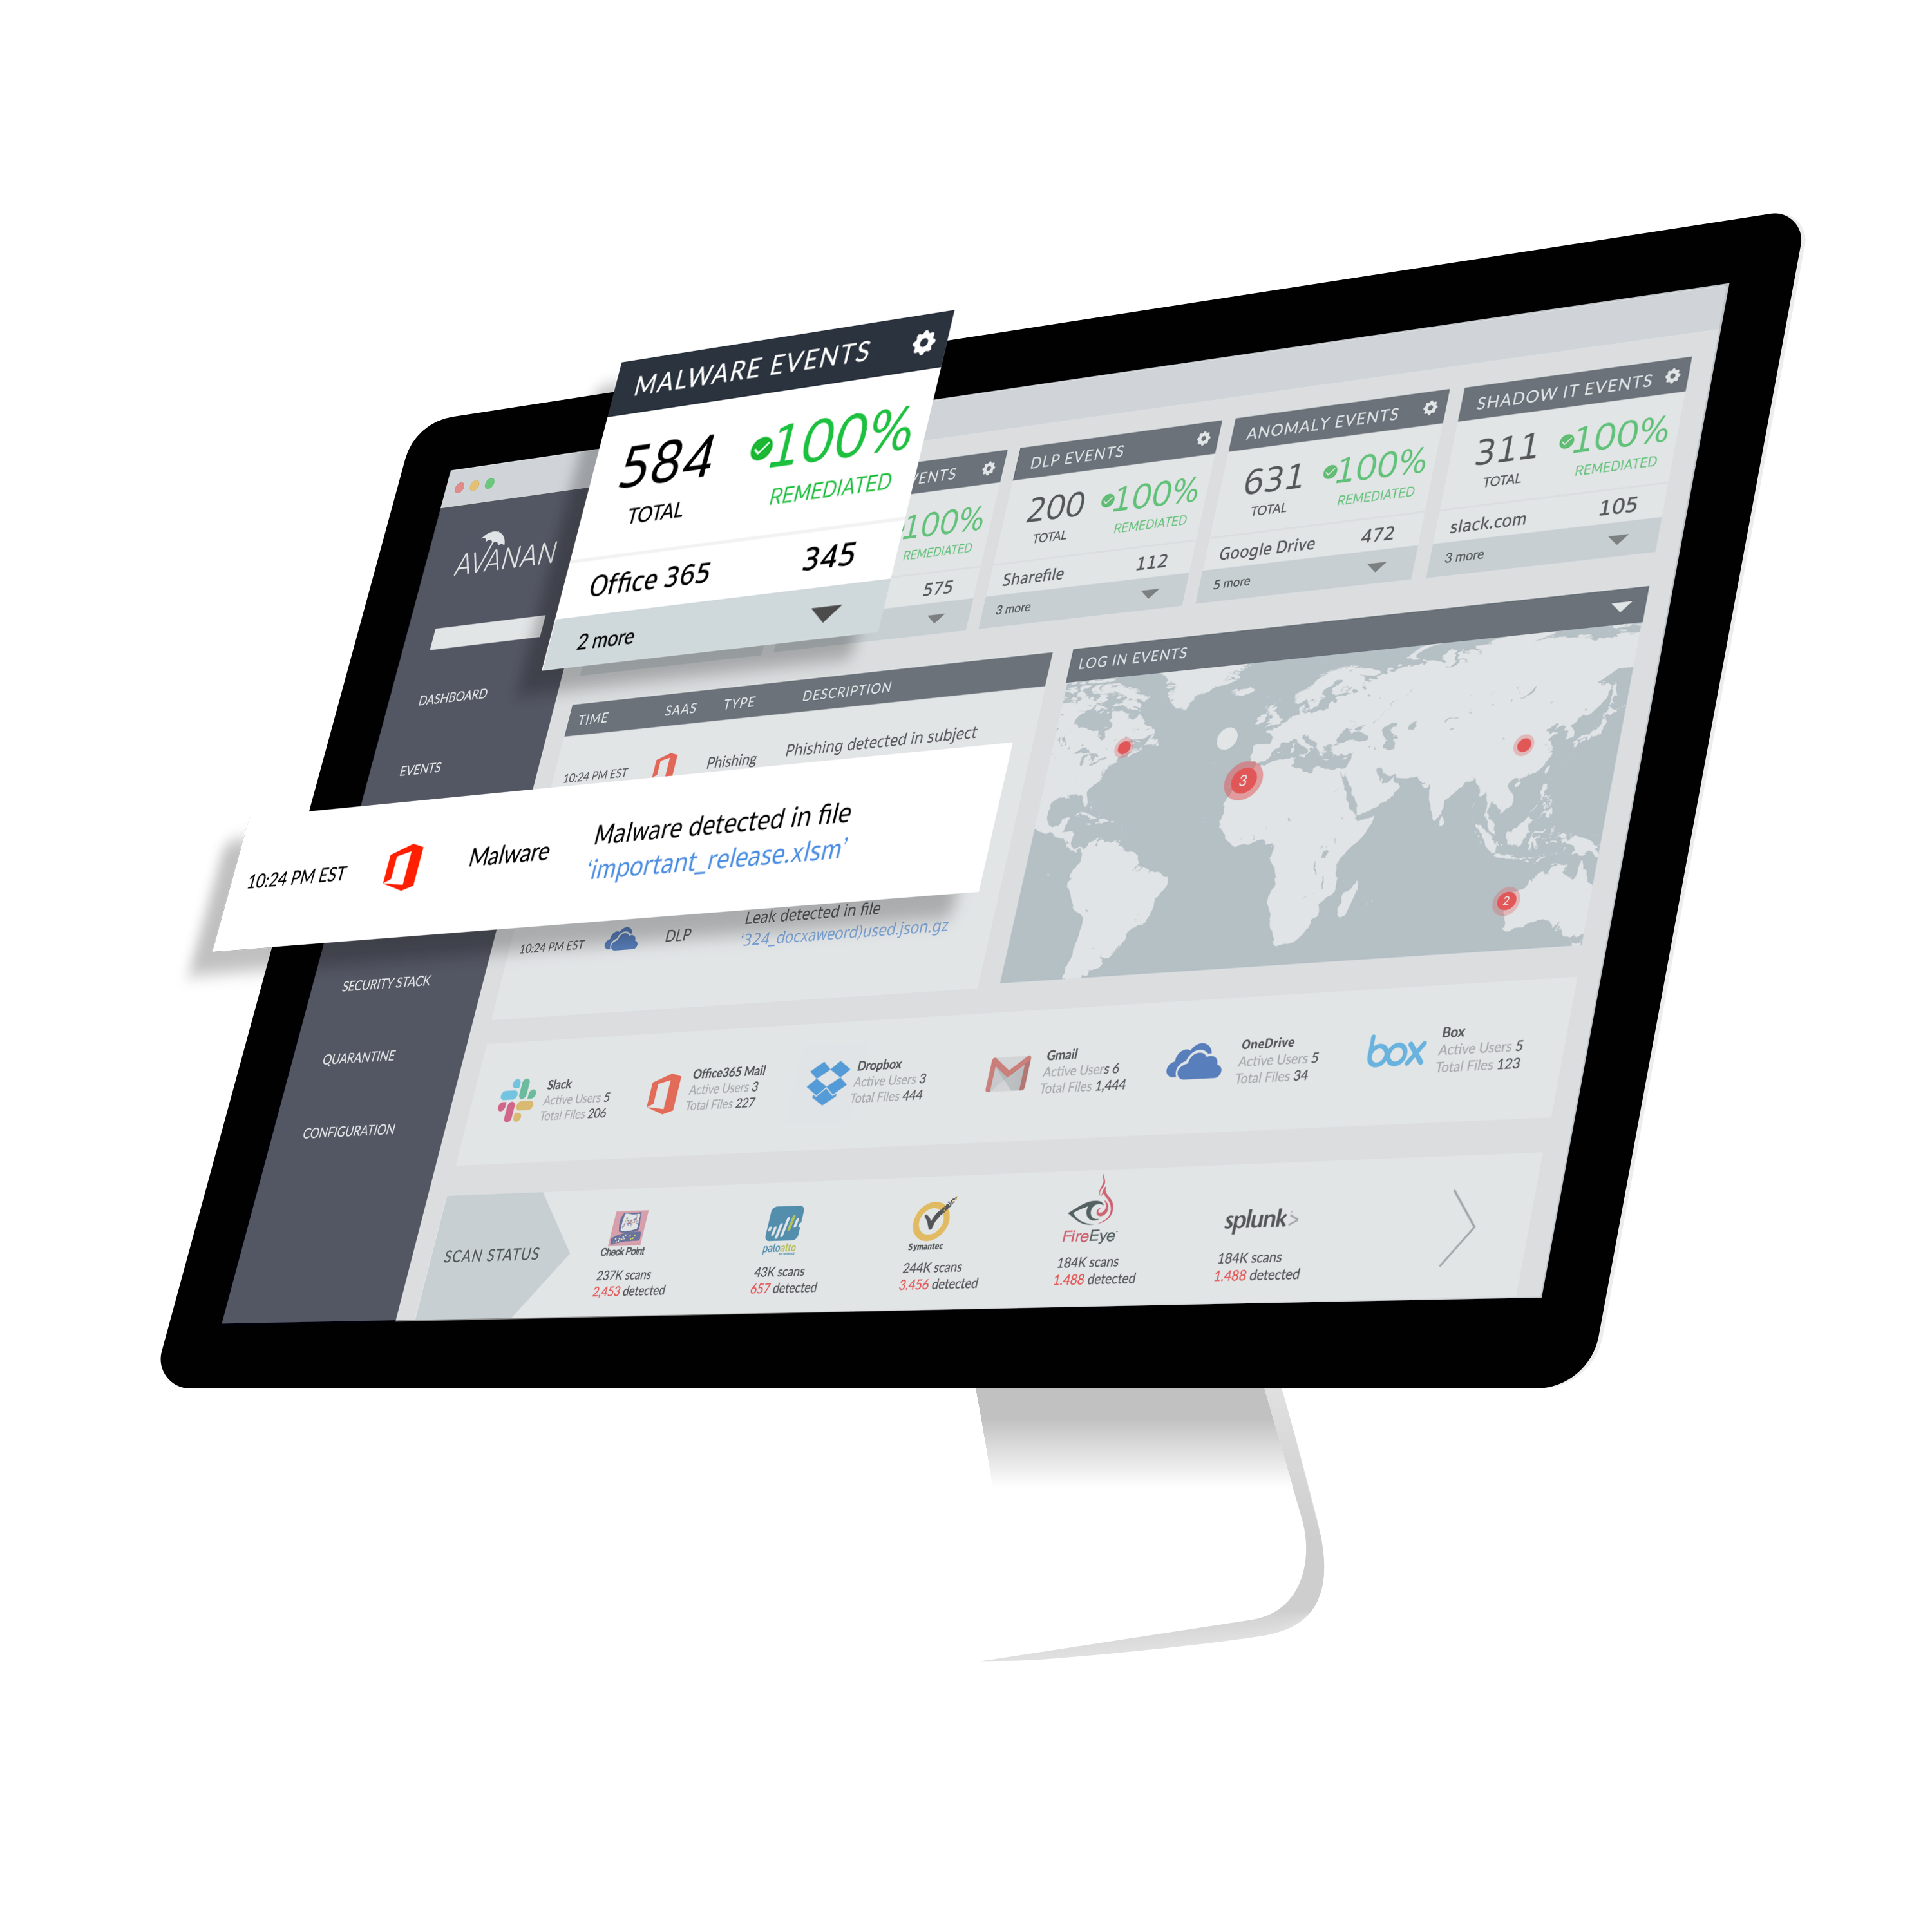 MALWARE EVENTS
584
TOTAL
100%
REMEDIATED
Office 365 345
2 more
100%
REMEDIATED
575
DLP EVENTS
200
TOTAL
100%
REMEDIATED
Sharefile 112
3 more
ANOMALY EVENTS
631
TOTAL
100%
REMEDIATED
Google Drive 472
5 more
SHADOW IT EVENTS
311
TOTAL
100%
REMEDIATED
slack.com 105
3 more
AVANAN
DASHBOARD
EVENTS
SECURITY STACK
QUARANTINE
CONFIGURATION
TIME SAAS TYPE DESCRIPTION
10:24 PM EST Phishing Phishing detected in subject
10:24 PM EST Malware Malware detected in file
‘important_release.xlsm’
10:24 PM EST DLP Leak detected in file
‘324_docxaweord)used.json.gz
LOG IN EVENTS
3
2
Slack
Active Users 5
Total Files 206
Office365 Mail
Active Users 3
Total Files 227
Dropbox
Active Users 3
Total Files 444
Gmail
Active Users 6
Total Files 1,444
OneDrive
Active Users 5
Total Files 34
box
Box
Active Users 5
Total Files 123
SCAN STATUS
Check Point
237K scans
2,453 detected
paloalto
43K scans
657 detected
Symantec
244K scans
3.456 detected
FireEye
184K scans
1.488 detected
splunk>
184K scans
1.488 detected